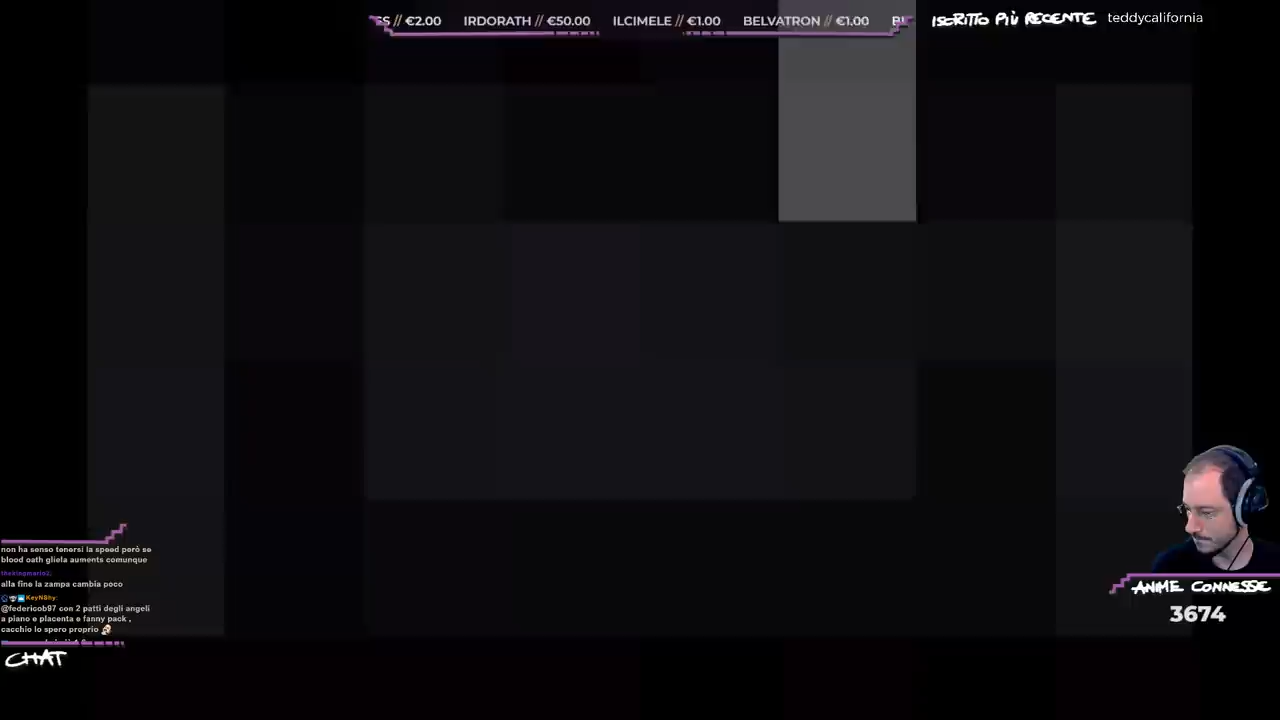 €2.00 IRDORATH // €50.00 ILCIMELE // €1.00 BELVATRON // €1.00
ISCRITTO PIÙ RECENTE teddycalifornia
non ha senso tenersi la speed però se
blood oath gliela aumenta comunque
alla fine la zampa cambia poco
KeyNShy:
@federicob97 con 2 patti degli angeli
a piano e placenta e fanny pack ,
cacchio lo spero proprio
CHAT
ANIME CONNESSE
3674